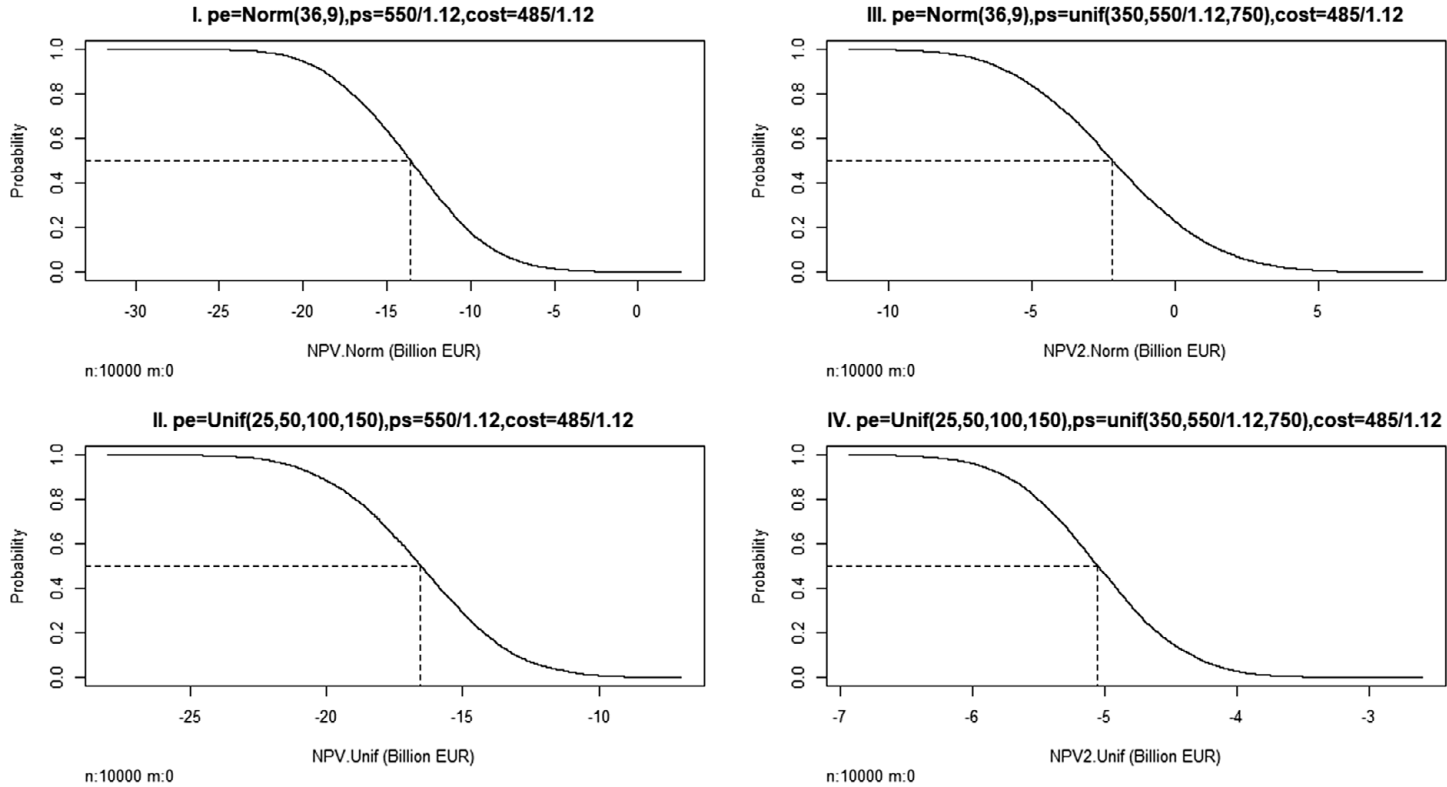 I. pe=Norm(36,9),ps=550/1.12,cost=485/1.12
Probability
1.0
0.8
0.6
0.4
0.2
0.0
-30 -25 -20 -15 -10 -5 0
NPV.Norm (Billion EUR)
n:10000 m:0
III. pe=Norm(36,9),ps=unif(350,550/1.12,750),cost=485/1.12
Probability
1.0
0.8
0.6
0.4
0.2
0.0
-10 -5 0 5
NPV2.Norm (Billion EUR)
n:10000 m:0
II. pe=Unif(25,50,100,150),ps=550/1.12,cost=485/1.12
Probability
1.0
0.8
0.6
0.4
0.2
0.0
-25 -20 -15 -10
NPV.Unif (Billion EUR)
n:10000 m:0
IV. pe=Unif(25,50,100,150),ps=unif(350,550/1.12,750),cost=485/1.12
Probability
1.0
0.8
0.6
0.4
0.2
0.0
-7 -6 -5 -4 -3
NPV2.Unif (Billion EUR)
n:10000 m:0